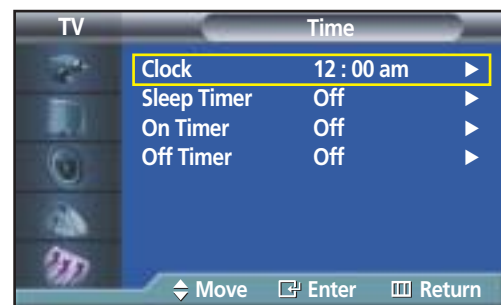 TV Time
Clock 12 : 00 am
Sleep Timer Off
On Timer Off
Off Timer Off
Move Enter Return